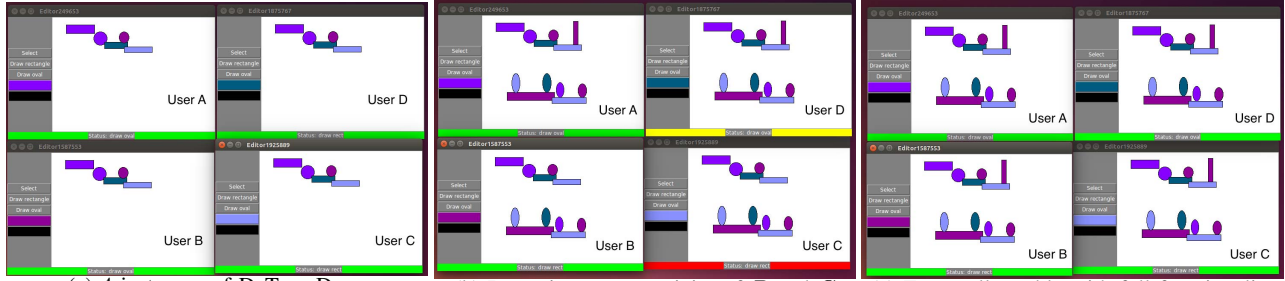 Editor249653
Select
Draw rectangle
Draw oval
User A
Status: draw oval
Editor1875767
Select
Draw rectangle
Draw oval
User D
Status: draw rect
Editor1587553
Select
Draw rectangle
Draw oval
User B
Status: draw rect
Editor1925889
Select
Draw rectangle
Draw oval
User C
Status: draw rect
Editor249653
Select
Draw rectangle
Draw oval
User A
Status: draw oval
Editor1875767
Select
Draw rectangle
Draw oval
User D
Status: draw oval
Editor1587553
Select
Draw rectangle
Draw oval
User B
Status: draw rect
Editor1925889
Select
Draw rectangle
Draw oval
User C
Status: draw rect
Editor249653
Select
Draw rectangle
Draw oval
User A
Status: draw oval
Editor1875767
Select
Draw rectangle
Draw oval
User D
Status: draw oval
Editor1587553
Select
Draw rectangle
Draw oval
User B
Status: draw rect
Editor1925889
Select
Draw rectangle
Draw oval
User C
Status: draw rect